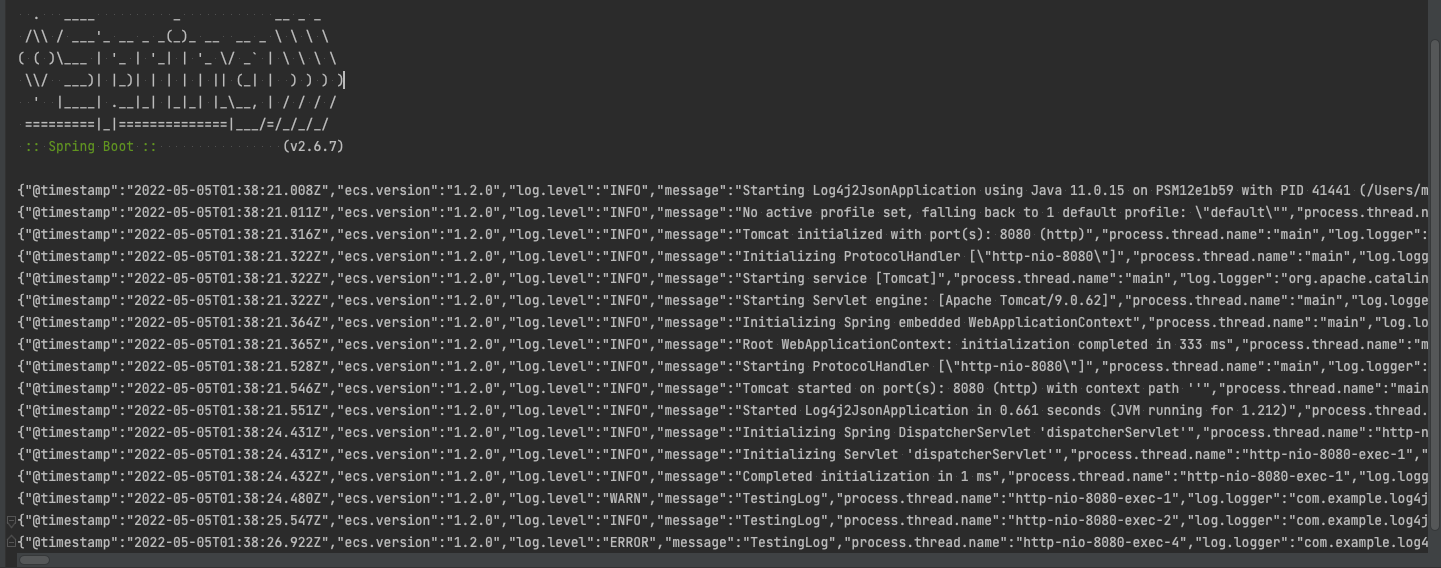 .   ____          _            __ _ _
 /\\ / ___'_ __ _ _(_)_ __  __ _ \ \ \ \
( ( )\___ | '_ | '_| | '_ \/ _` | \ \ \ \
 \\/  ___)| |_)| | | | | || (_| |  ) ) ) )
  '  |____| .__|_| |_|_| |_\__, | / / / /
 =========|_|==============|___/=/_/_/_/
 :: Spring Boot ::                (v2.6.7)
{"@timestamp":"2022-05-05T01:38:21.008Z","ecs.version":"1.2.0","log.level":"INFO","message":"Starting Log4j2JsonApplication using Java 11.0.15 on PSM12e1b59 with PID 41441 (/Users/m
{"@timestamp":"2022-05-05T01:38:21.011Z","ecs.version":"1.2.0","log.level":"INFO","message":"No active profile set, falling back to 1 default profile: \"default\"","process.thread.n
{"@timestamp":"2022-05-05T01:38:21.316Z","ecs.version":"1.2.0","log.level":"INFO","message":"Tomcat initialized with port(s): 8080 (http)","process.thread.name":"main","log.logger":
{"@timestamp":"2022-05-05T01:38:21.322Z","ecs.version":"1.2.0","log.level":"INFO","message":"Initializing ProtocolHandler [\"http-nio-8080\"]","process.thread.name":"main","log.logg
{"@timestamp":"2022-05-05T01:38:21.322Z","ecs.version":"1.2.0","log.level":"INFO","message":"Starting service [Tomcat]","process.thread.name":"main","log.logger":"org.apache.catalin
{"@timestamp":"2022-05-05T01:38:21.322Z","ecs.version":"1.2.0","log.level":"INFO","message":"Starting Servlet engine: [Apache Tomcat/9.0.62]","process.thread.name":"main","log.logge
{"@timestamp":"2022-05-05T01:38:21.364Z","ecs.version":"1.2.0","log.level":"INFO","message":"Initializing Spring embedded WebApplicationContext","process.thread.name":"main","log.lo
{"@timestamp":"2022-05-05T01:38:21.365Z","ecs.version":"1.2.0","log.level":"INFO","message":"Root WebApplicationContext: initialization completed in 333 ms","process.thread.name":"m
{"@timestamp":"2022-05-05T01:38:21.528Z","ecs.version":"1.2.0","log.level":"INFO","message":"Starting ProtocolHandler [\"http-nio-8080\"]","process.thread.name":"main","log.logger":
{"@timestamp":"2022-05-05T01:38:21.546Z","ecs.version":"1.2.0","log.level":"INFO","message":"Tomcat started on port(s): 8080 (http) with context path ''","process.thread.name":"main
{"@timestamp":"2022-05-05T01:38:21.551Z","ecs.version":"1.2.0","log.level":"INFO","message":"Started Log4j2JsonApplication in 0.661 seconds (JVM running for 1.212)","process.thread.
{"@timestamp":"2022-05-05T01:38:24.431Z","ecs.version":"1.2.0","log.level":"INFO","message":"Initializing Spring DispatcherServlet 'dispatcherServlet'","process.thread.name":"http-n
{"@timestamp":"2022-05-05T01:38:24.431Z","ecs.version":"1.2.0","log.level":"INFO","message":"Initializing Servlet 'dispatcherServlet'","process.thread.name":"http-nio-8080-exec-1","
{"@timestamp":"2022-05-05T01:38:24.432Z","ecs.version":"1.2.0","log.level":"INFO","message":"Completed initialization in 1 ms","process.thread.name":"http-nio-8080-exec-1","log.logg
{"@timestamp":"2022-05-05T01:38:24.480Z","ecs.version":"1.2.0","log.level":"WARN","message":"TestingLog","process.thread.name":"http-nio-8080-exec-1","log.logger":"com.example.log4j
{"@timestamp":"2022-05-05T01:38:25.547Z","ecs.version":"1.2.0","log.level":"INFO","message":"TestingLog","process.thread.name":"http-nio-8080-exec-2","log.logger":"com.example.log4j
{"@timestamp":"2022-05-05T01:38:26.922Z","ecs.version":"1.2.0","log.level":"ERROR","message":"TestingLog","process.thread.name":"http-nio-8080-exec-4","log.logger":"com.example.log4